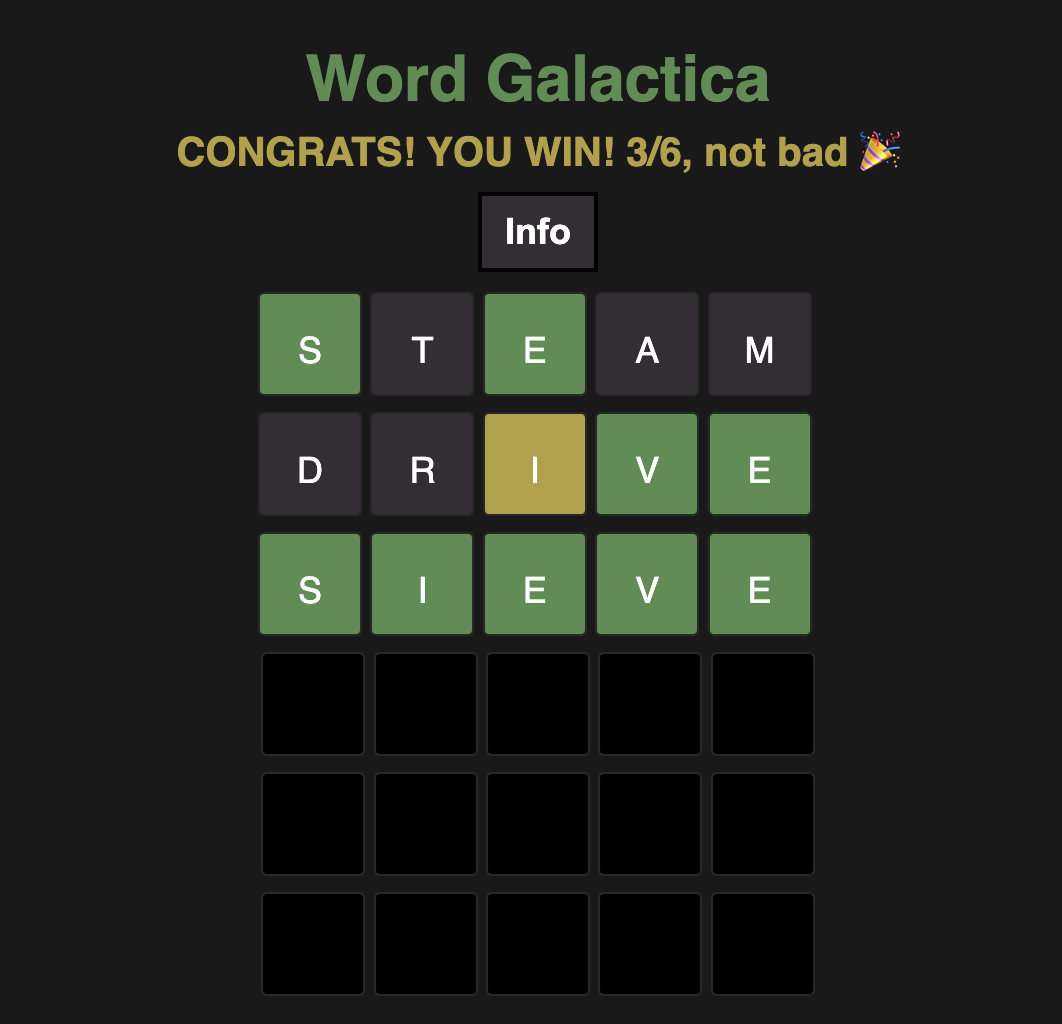 Word Galactica
CONGRATS! YOU WIN! 3/6, not bad 🎉
Info
S T E A M
D R I V E
S I E V E